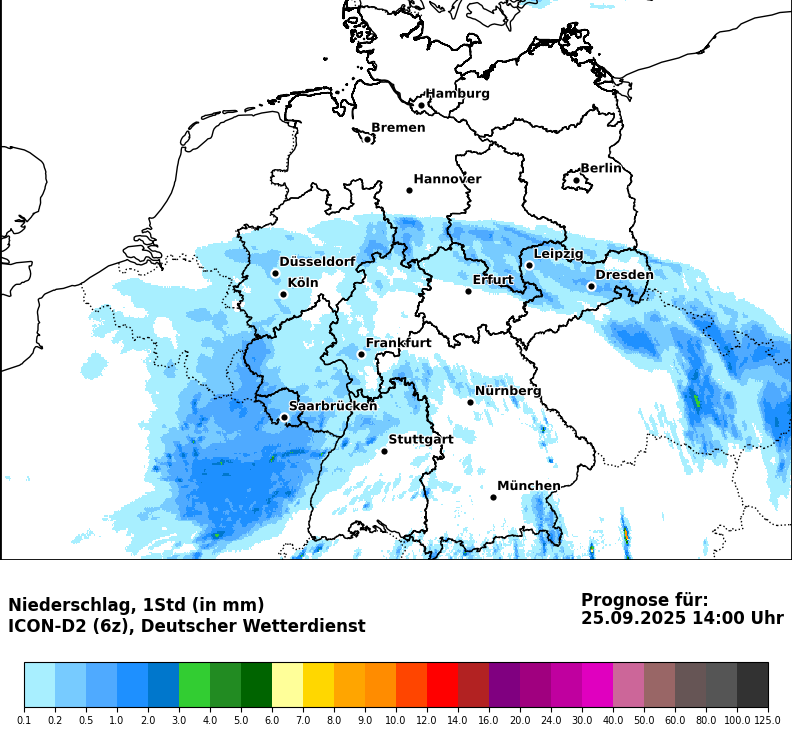 Hamburg
Bremen
Berlin
Hannover
Leipzig
Düsseldorf
Dresden
Köln
Erfurt
Frankfurt
Nürnberg
Saarbrücken
Stuttgart
München
Niederschlag, 1Std (in mm)
ICON-D2 (6z), Deutscher Wetterdienst
Prognose für:
25.09.2025 14:00 Uhr
0.1 0.2 0.5 1.0 2.0 3.0 4.0 5.0 6.0 7.0 8.0 9.0 10.0 12.0 14.0 16.0 20.0 24.0 30.0 40.0 50.0 60.0 80.0 100.0 125.0